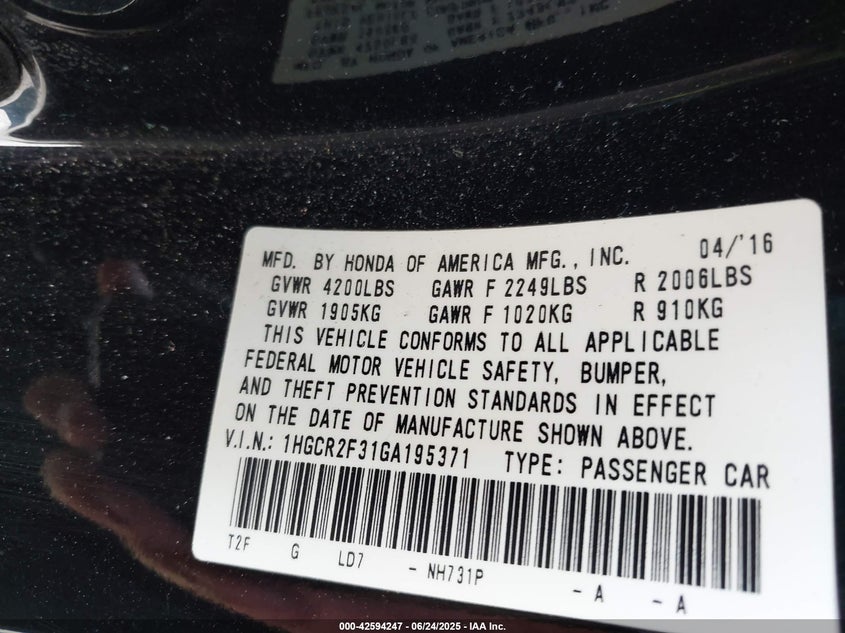 MFD. BY HONDA OF AMERICA MFG., INC. 04/'16
GVWR 4200LBS GAWR F 2249LBS R 2006LBS
GVWR 1905KG GAWR F 1020KG R 910KG
THIS VEHICLE CONFORMS TO ALL APPLICABLE
FEDERAL MOTOR VEHICLE SAFETY, BUMPER,
AND THEFT PREVENTION STANDARDS IN EFFECT
ON THE DATE OF MANUFACTURE SHOWN ABOVE.
V.I.N.: 1HGCR2F31GA195371 TYPE: PASSENGER CAR
T2F G LD7 - NH731P - A - A
000-42594247 - 06/24/2025 - IAA Inc.